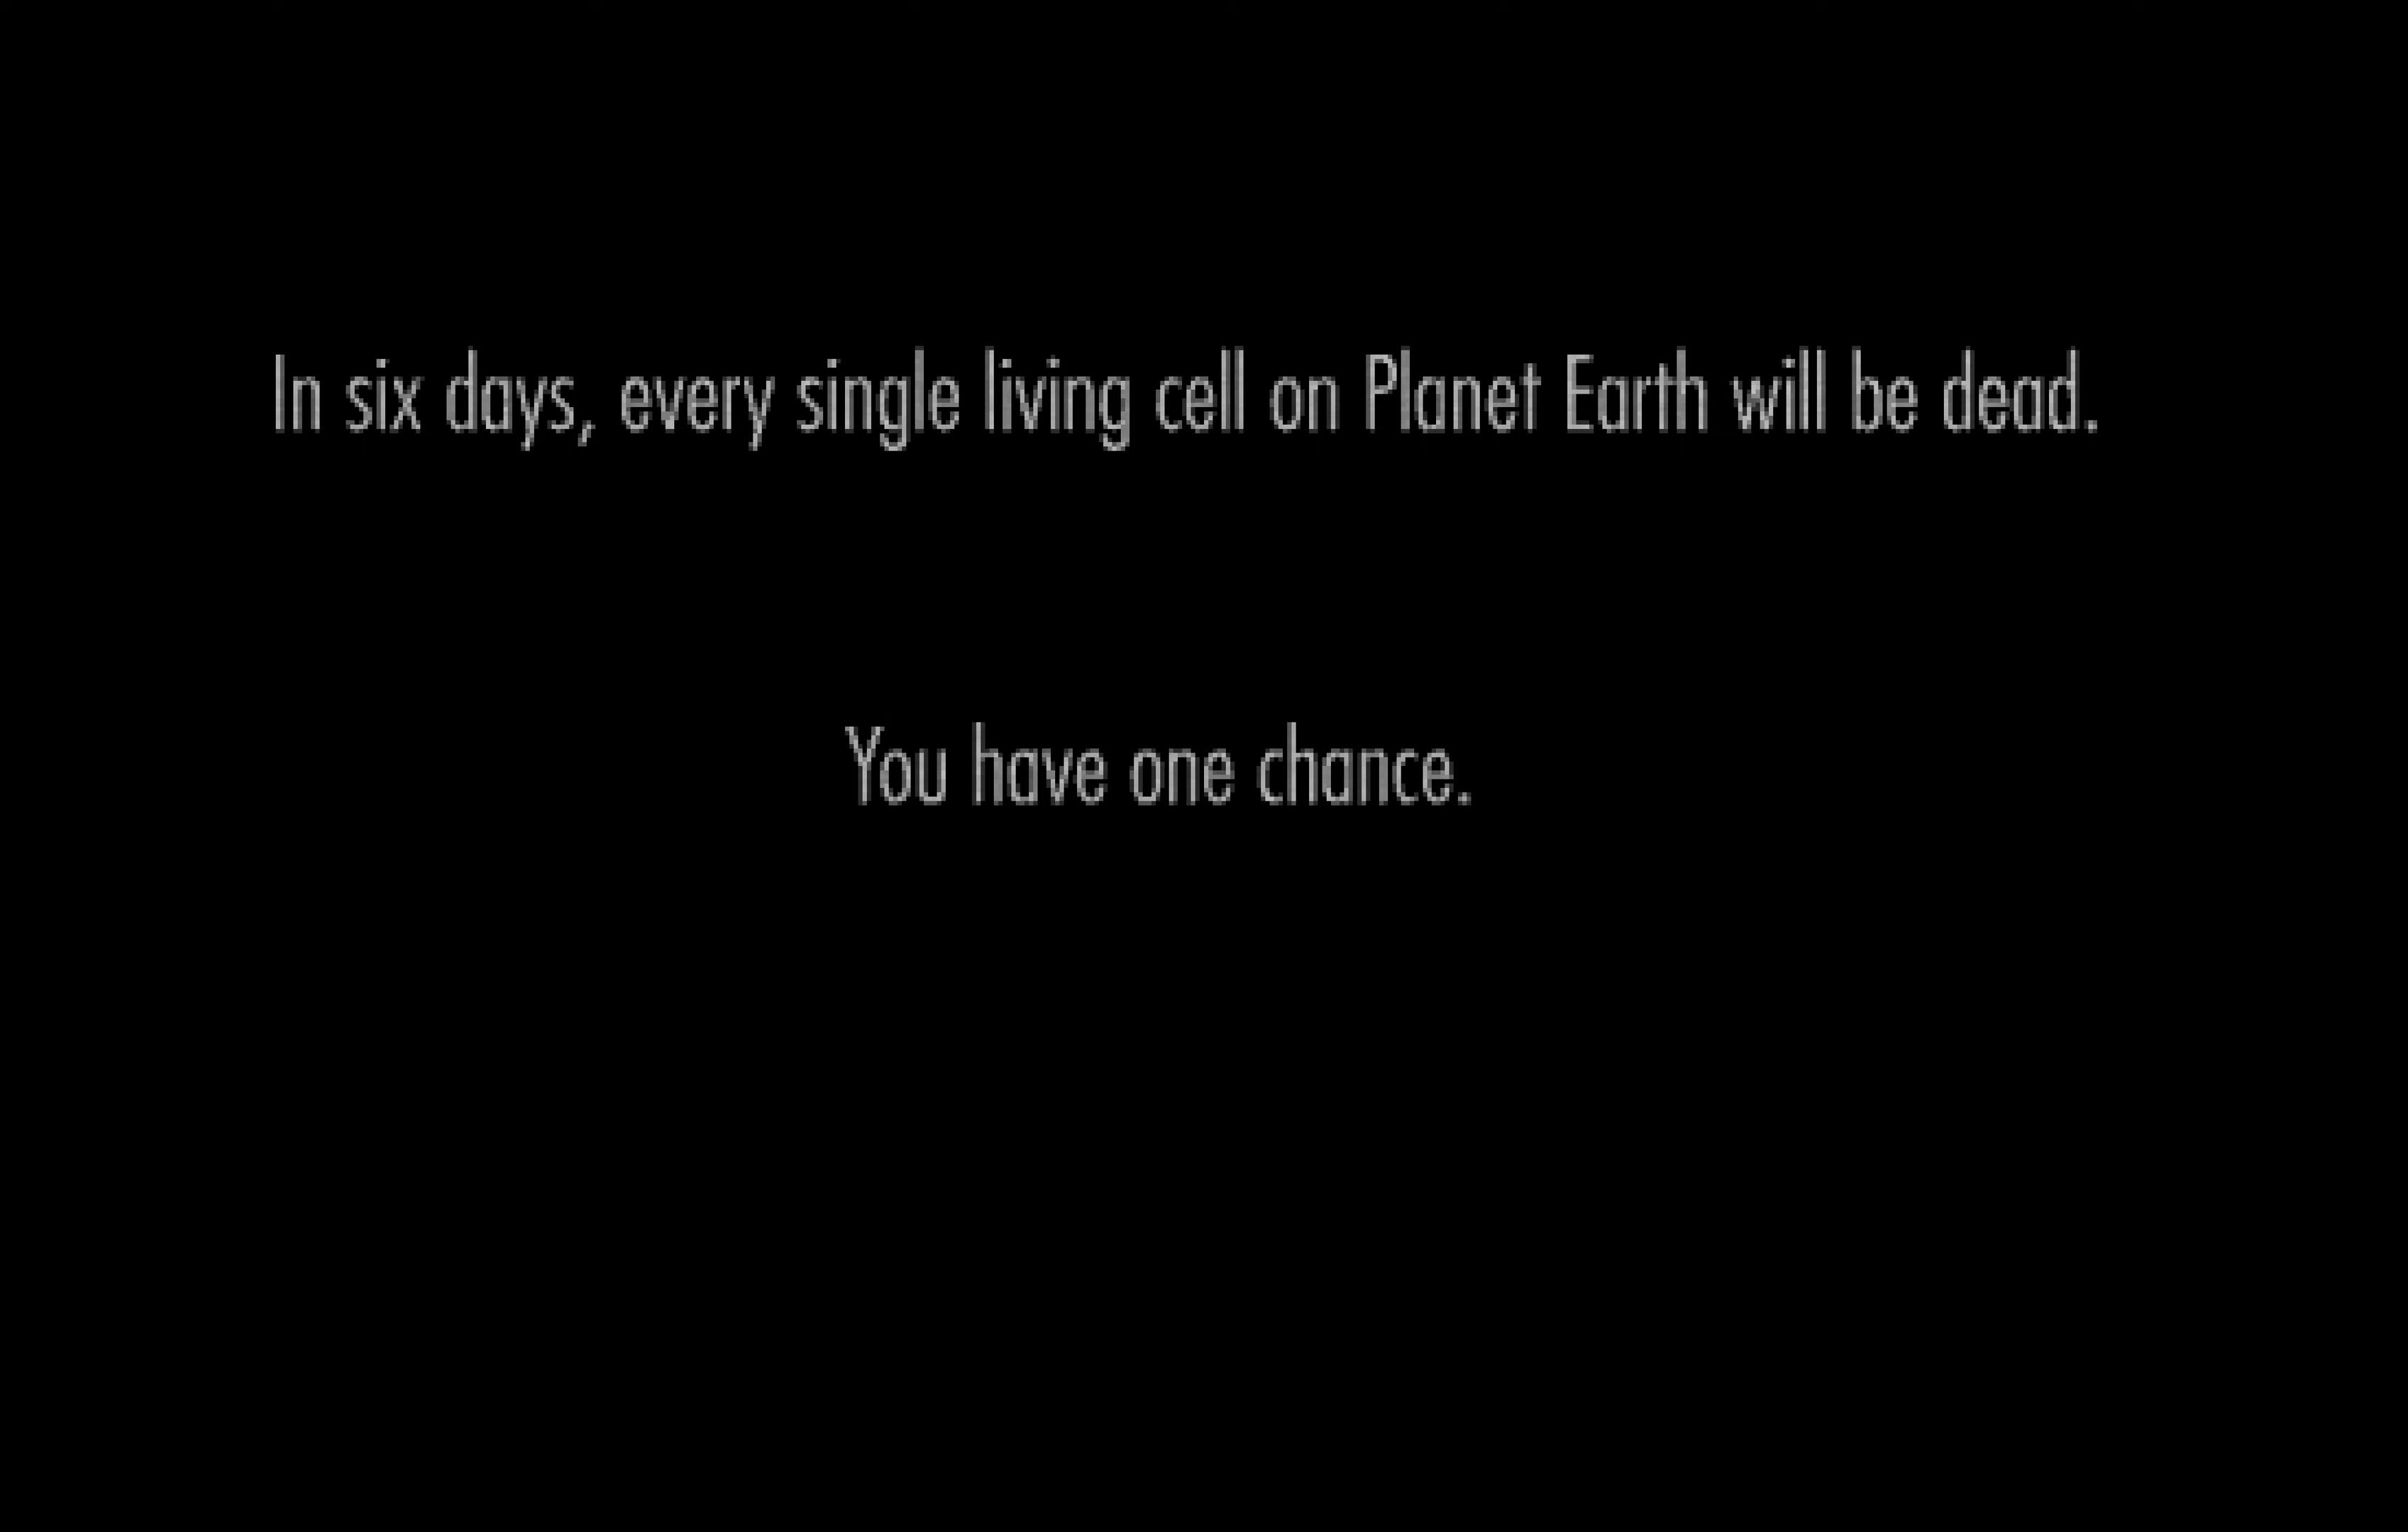 In six days, every single living cell on Planet Earth will be dead.
You have one chance.